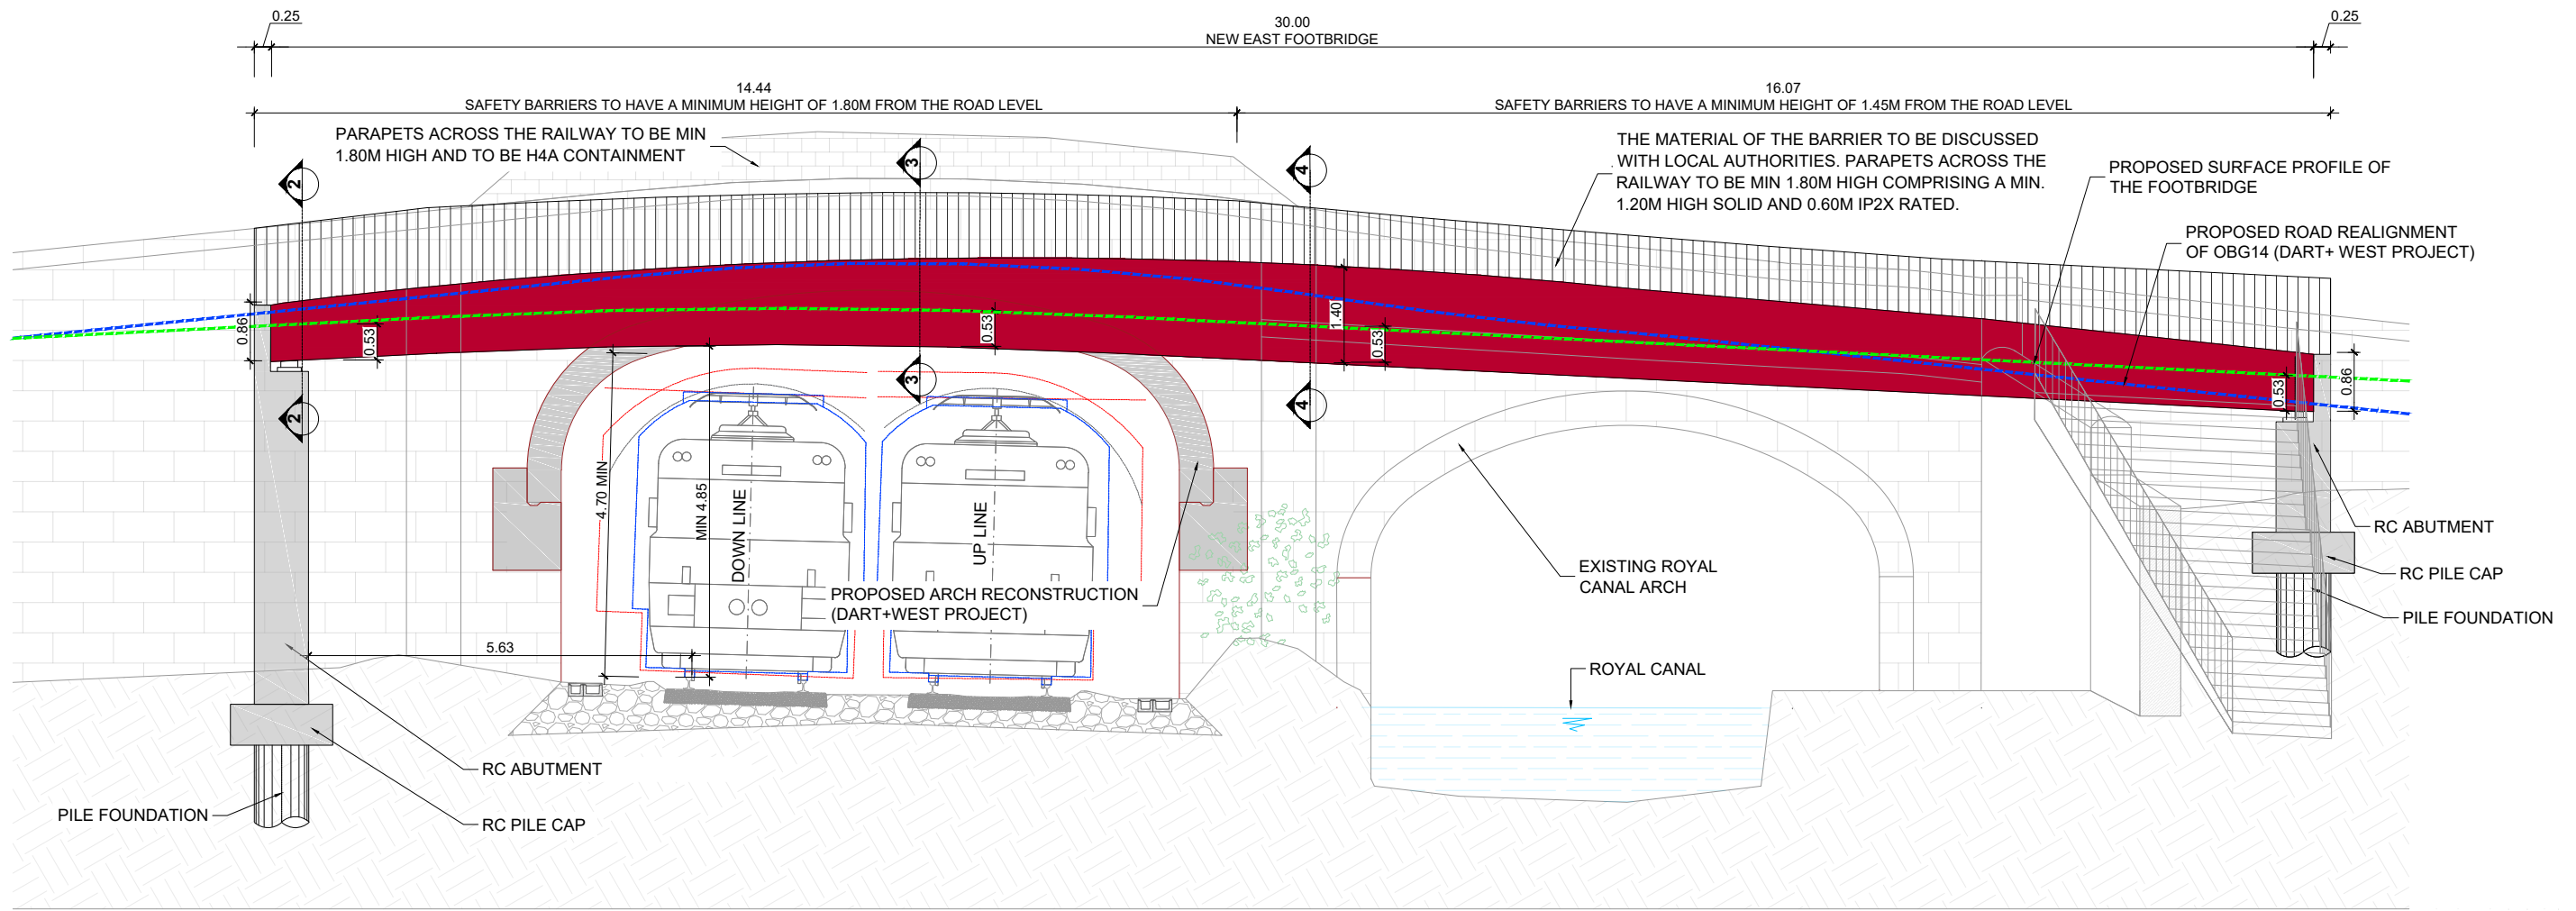 0.25
30.00
0.25
NEW EAST FOOTBRIDGE
14.44
16.07
SAFETY BARRIERS TO HAVE A MINIMUM HEIGHT OF 1.80M FROM THE ROAD LEVEL
SAFETY BARRIERS TO HAVE A MINIMUM HEIGHT OF 1.45M FROM THE ROAD LEVEL
PARAPETS ACROSS THE RAILWAY TO BE MIN
1.80M HIGH AND TO BE H4A CONTAINMENT
THE MATERIAL OF THE BARRIER TO BE DISCUSSED
WITH LOCAL AUTHORITIES. PARAPETS ACROSS THE
RAILWAY TO BE MIN 1.80M HIGH COMPRISING A MIN.
1.20M HIGH SOLID AND 0.60M IP2X RATED.
PROPOSED SURFACE PROFILE OF
THE FOOTBRIDGE
PROPOSED ROAD REALIGNMENT
OF OBG14 (DART+ WEST PROJECT)
2
3
4
0.86
0.53
0.53
1.40
0.53
0.53
0.86
2
3
4
4.70 MIN
MIN 4.85
DOWN LINE
UP LINE
PROPOSED ARCH RECONSTRUCTION
(DART+WEST PROJECT)
5.63
EXISTING ROYAL
CANAL ARCH
ROYAL CANAL
RC ABUTMENT
RC PILE CAP
PILE FOUNDATION
RC ABUTMENT
PILE FOUNDATION
RC PILE CAP